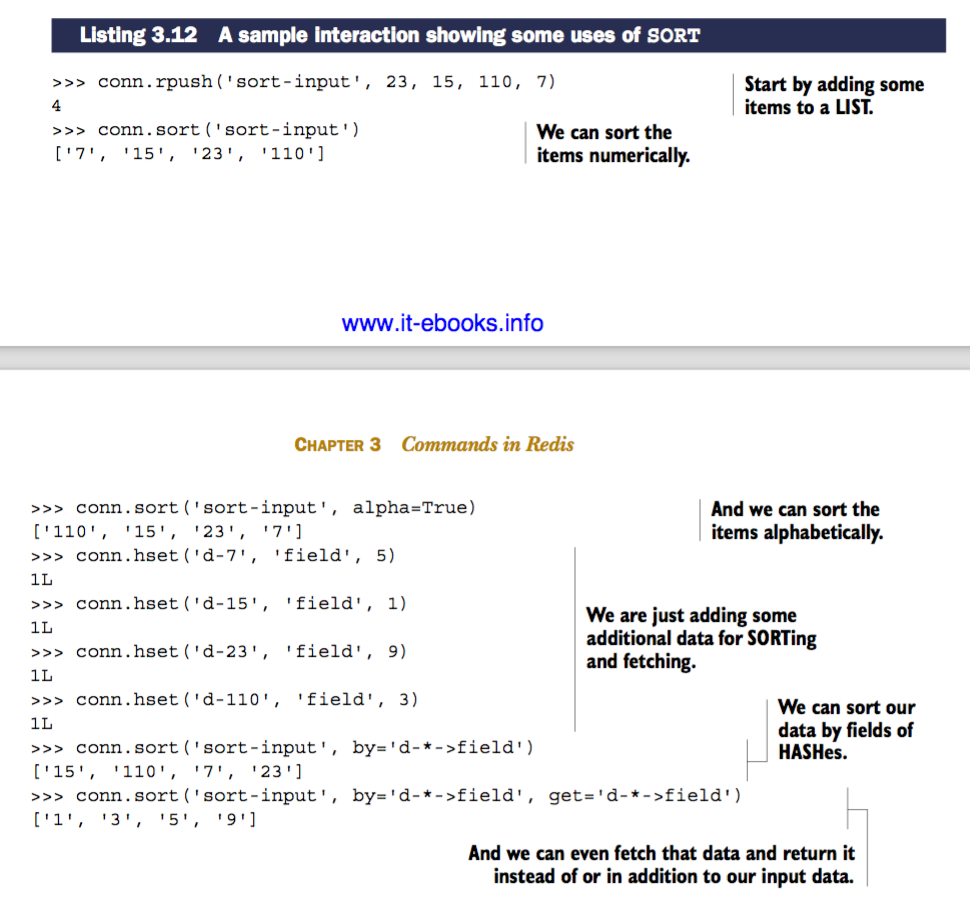 Listing 3.12 A sample interaction showing some uses of SORT
>>> conn.rpush('sort-input', 23, 15, 110, 7)
4
Start by adding some
items to a LIST.
>>> conn.sort('sort-input')
['7', '15', '23', '110']
We can sort the
items numerically.
www.it-ebooks.info
CHAPTER 3 Commands in Redis
>>> conn.sort('sort-input', alpha=True)
['110', '15', '23', '7']
And we can sort the
items alphabetically.
>>> conn.hset('d-7', 'field', 5)
1L
>>> conn.hset('d-15', 'field', 1)
1L
>>> conn.hset('d-23', 'field', 9)
1L
>>> conn.hset('d-110', 'field', 3)
1L
We are just adding some
additional data for SORTing
and fetching.
>>> conn.sort('sort-input', by='d-*->field')
['15', '110', '7', '23']
We can sort our
data by fields of
HASHes.
>>> conn.sort('sort-input', by='d-*->field', get='d-*->field')
['1', '3', '5', '9']
And we can even fetch that data and return it
instead of or in addition to our input data.